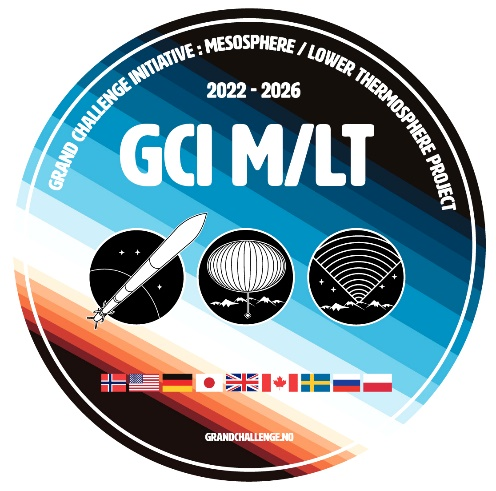 GRAND CHALLENGE INITIATIVE : MESOSPHERE / LOWER THERMOSPHERE PROJECT
2022 - 2026
GCI M/LT
GRANDCHALLENGE.NO